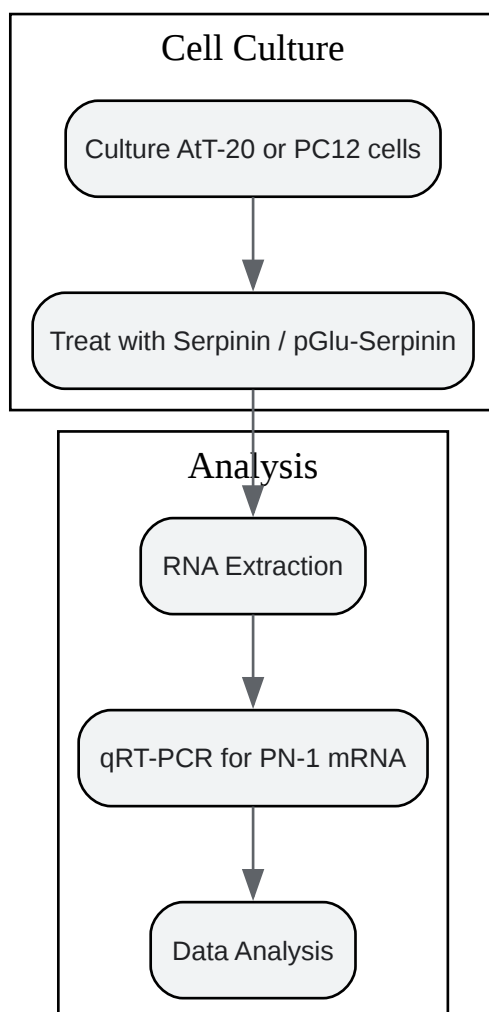 Cell Culture
Culture AtT-20 or PC12 cells
Treat with Serpinin / pGlu-Serpinin
Analysis
RNA Extraction
qRT-PCR for PN-1 mRNA
Data Analysis